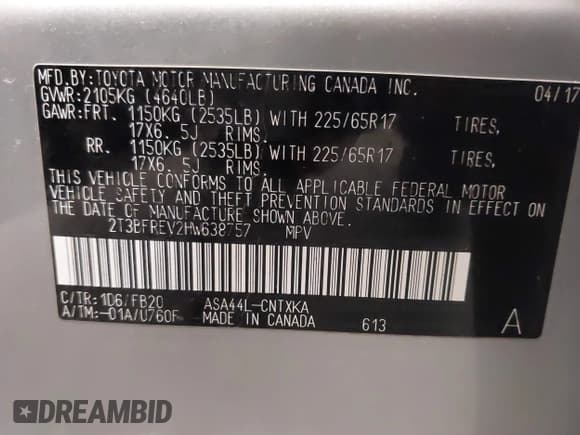 MFD.BY:TOYOTA MOTOR MANUFACTURING CANADA INC. 04/17
GVWR:2105KG (4640LB)
GAWR:FRT. 1150KG (2535LB) WITH 225/65R17 TIRES,
17X6.5J RIMS.
RR. 1150KG (2535LB) WITH 225/65R17 TIRES,
17X6.5J RIMS.
THIS VEHICLE CONFORMS TO ALL APPLICABLE FEDERAL MOTOR
VEHICLE SAFETY AND THEFT PREVENTION STANDARDS IN EFFECT ON
THE DATE OF MANUFACTURE SHOWN ABOVE.
2T3BFREV2HW638757 MPV
C/TR:1D6/FB20 ASA44L-CNTXKA
A/TM:-01A/U760F MADE IN CANADA 613 A
DREAMBID